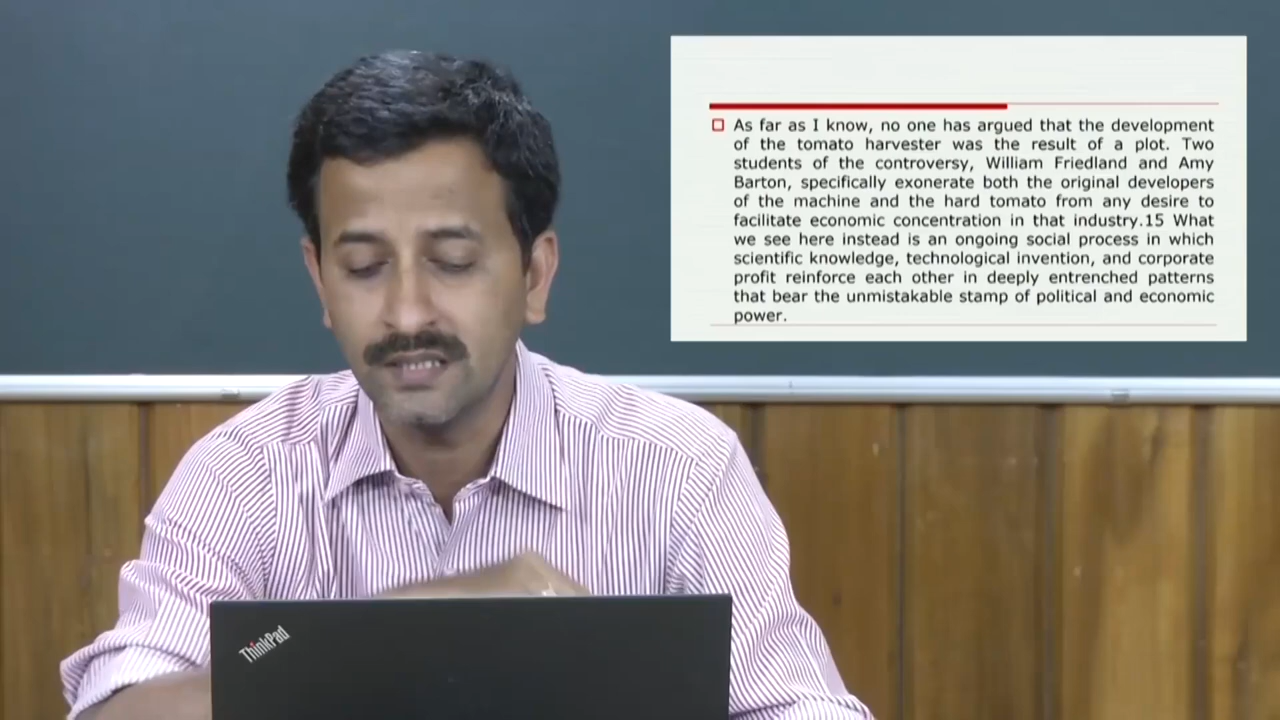 As far as I know, no one has argued that the development
of the tomato harvester was the result of a plot. Two
students of the controversy, William Friedland and Amy
Barton, specifically exonerate both the original developers
of the machine and the hard tomato from any desire to
facilitate economic concentration in that industry.15 What
we see here instead is an ongoing social process in which
scientific knowledge, technological invention, and corporate
profit reinforce each other in deeply entrenched patterns
that bear the unmistakable stamp of political and economic
power.
ThinkPad